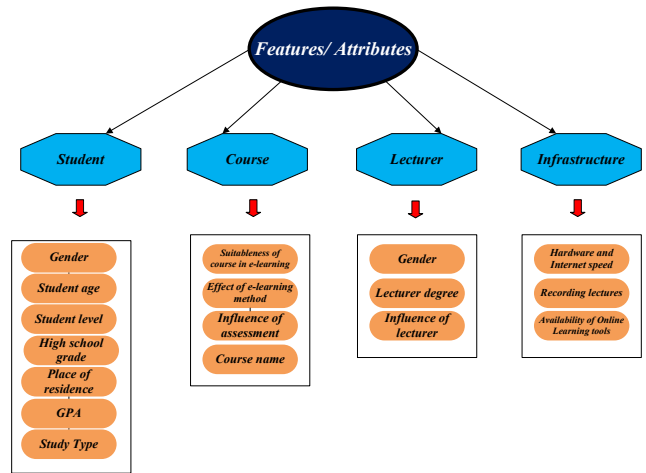 Features/ Attributes
Student
Course
Lecturer
Infrastructure
Gender
Student age
Student level
High school
grade
Place of
residence
GPA
Study Type
Suitableness of
course in e-learning
Effect of e-learning
method
Influence of
assessment
Course name
Gender
Lecturer degree
Influence of
lecturer
Hardware and
Internet speed
Recording lectures
Availability of Online
Learning tools